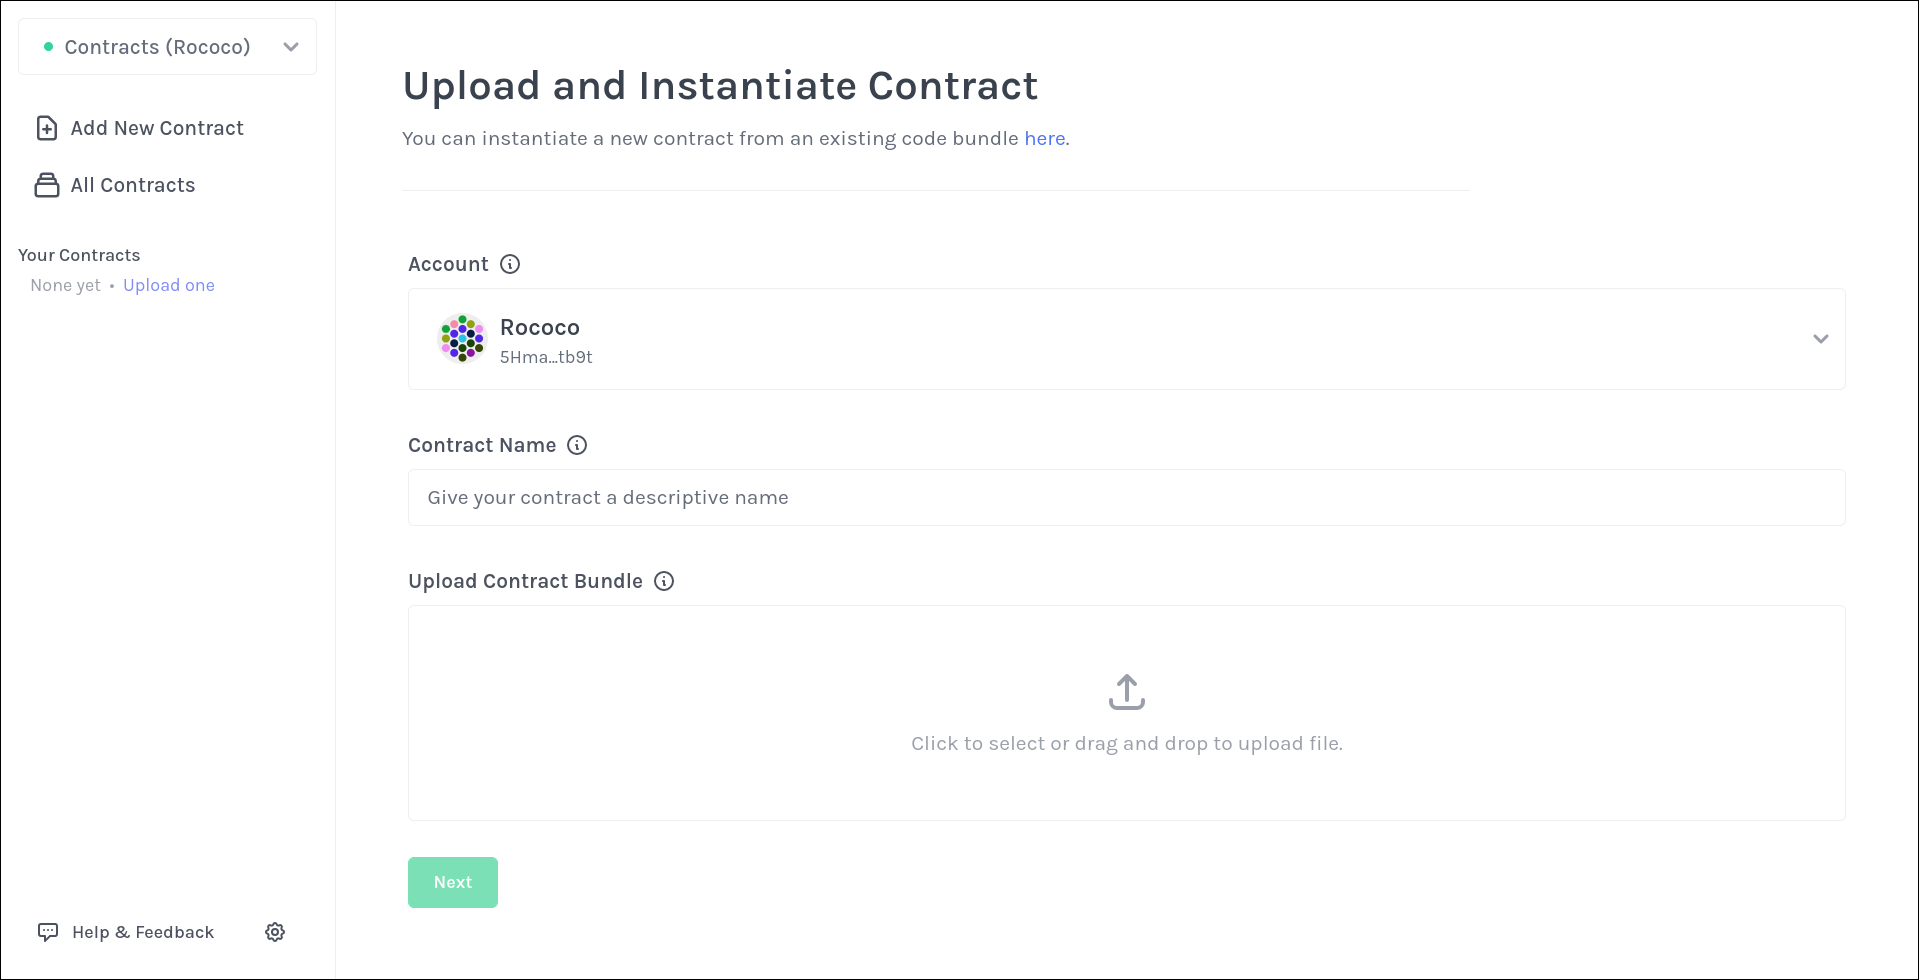 Contracts (Rococo)
Add New Contract
All Contracts
Your Contracts
None yet • Upload one
Help & Feedback
Upload and Instantiate Contract
You can instantiate a new contract from an existing code bundle here.
Account
Rococo
5Hma...tb9t
Contract Name
Give your contract a descriptive name
Upload Contract Bundle
Click to select or drag and drop to upload file.
Next